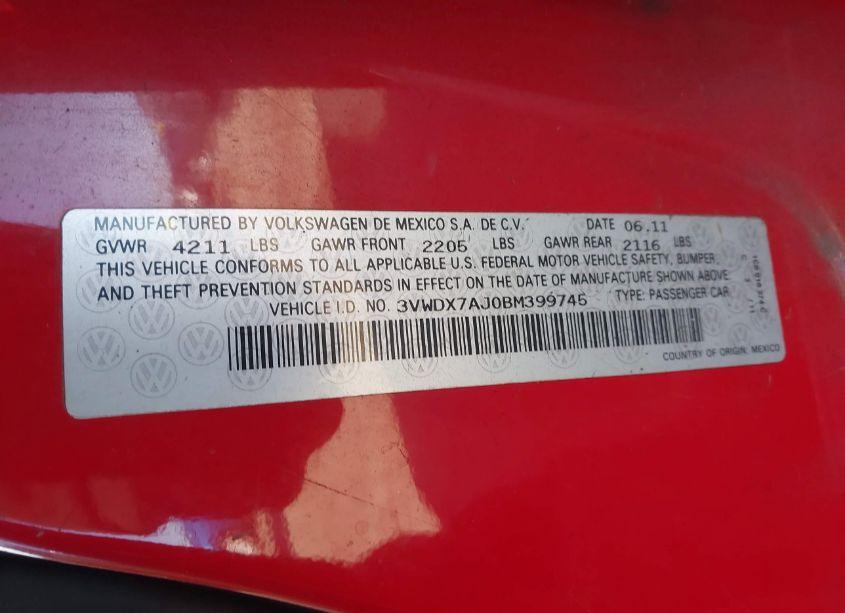 MANUFACTURED BY VOLKSWAGEN DE MEXICO S.A. DE C.V. DATE 06.11
GVWR 4211 LBS GAWR FRONT 2205 LBS GAWR REAR 2116 LBS
THIS VEHICLE CONFORMS TO ALL APPLICABLE U.S. FEDERAL MOTOR VEHICLE SAFETY, BUMPER,
AND THEFT PREVENTION STANDARDS IN EFFECT ON THE DATE OF MANUFACTURE SHOWN ABOVE
VEHICLE I.D. NO. 3VWDX7AJ0BM399745 TYPE: PASSENGER CAR
COUNTRY OF ORIGIN: MEXICO